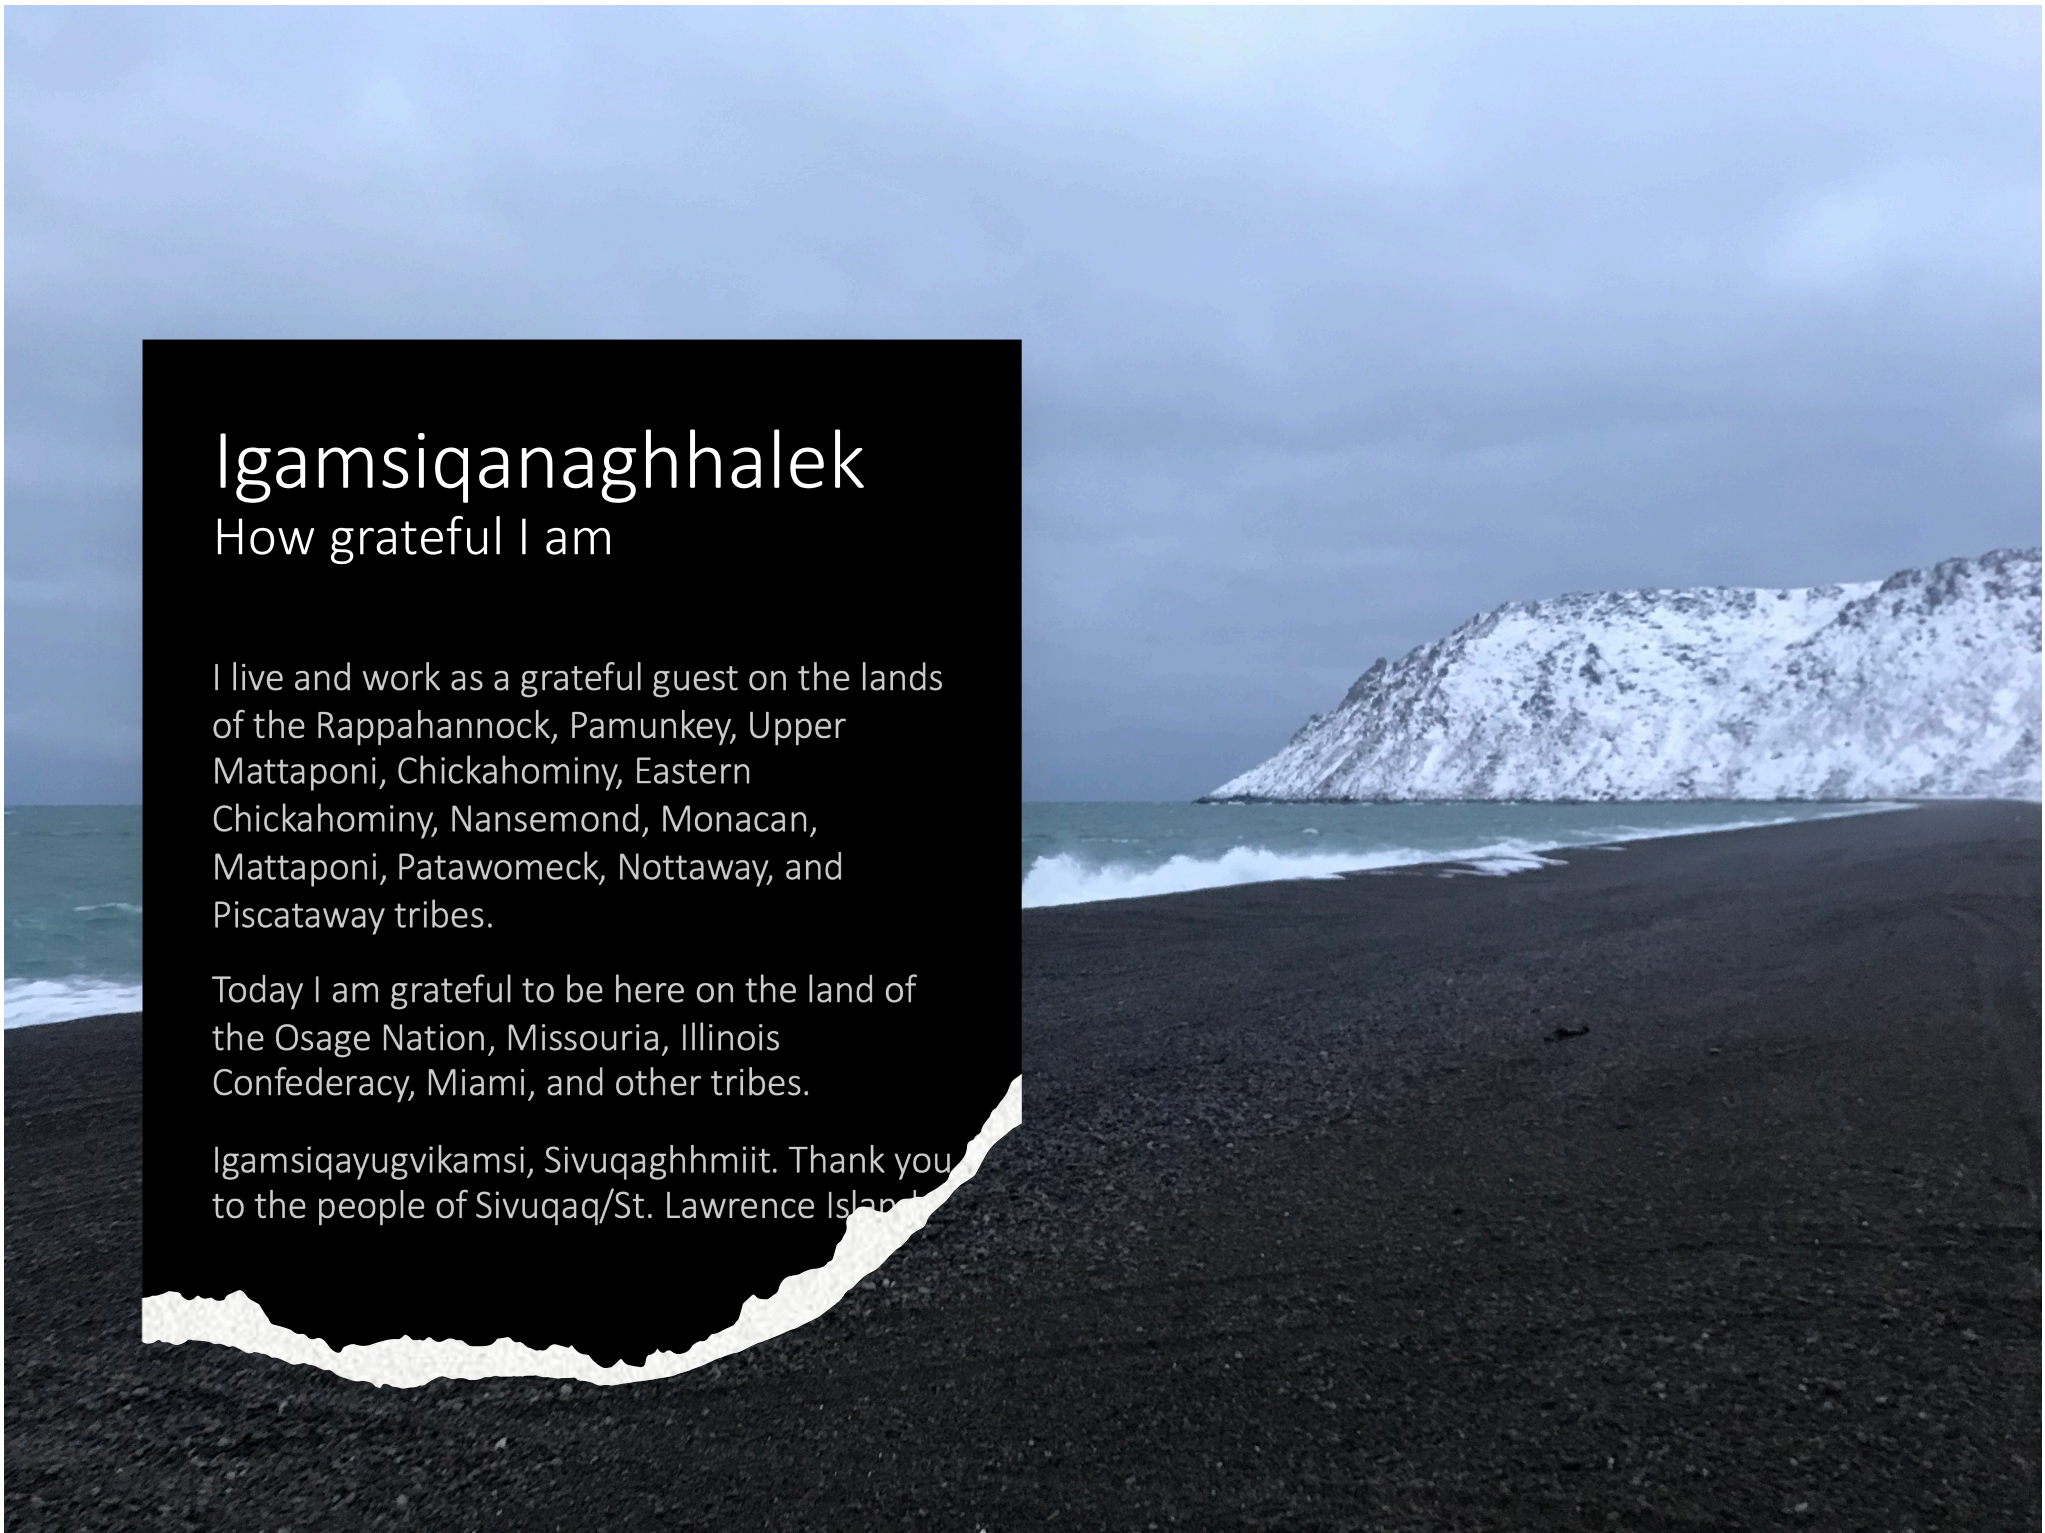 Igamsiqanaghhalek
How grateful I am
I live and work as a grateful guest on the lands
of the Rappahannock, Pamunkey, Upper
Mattaponi, Chickahominy, Eastern
Chickahominy, Nansemond, Monacan,
Mattaponi, Patawomeck, Nottaway, and
Piscataway tribes.
Today I am grateful to be here on the land of
the Osage Nation, Missouria, Illinois
Confederacy, Miami, and other tribes.
Igamsiqayugvikamsi, Sivuqaghhmiit. Thank you
to the people of Sivuqaq/St. Lawrence Island